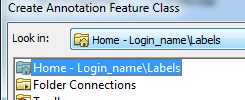 Create Annotation Feature Class
Look in: Home - Login_name\Labels
Home - Login_name\Labels
Folder Connections